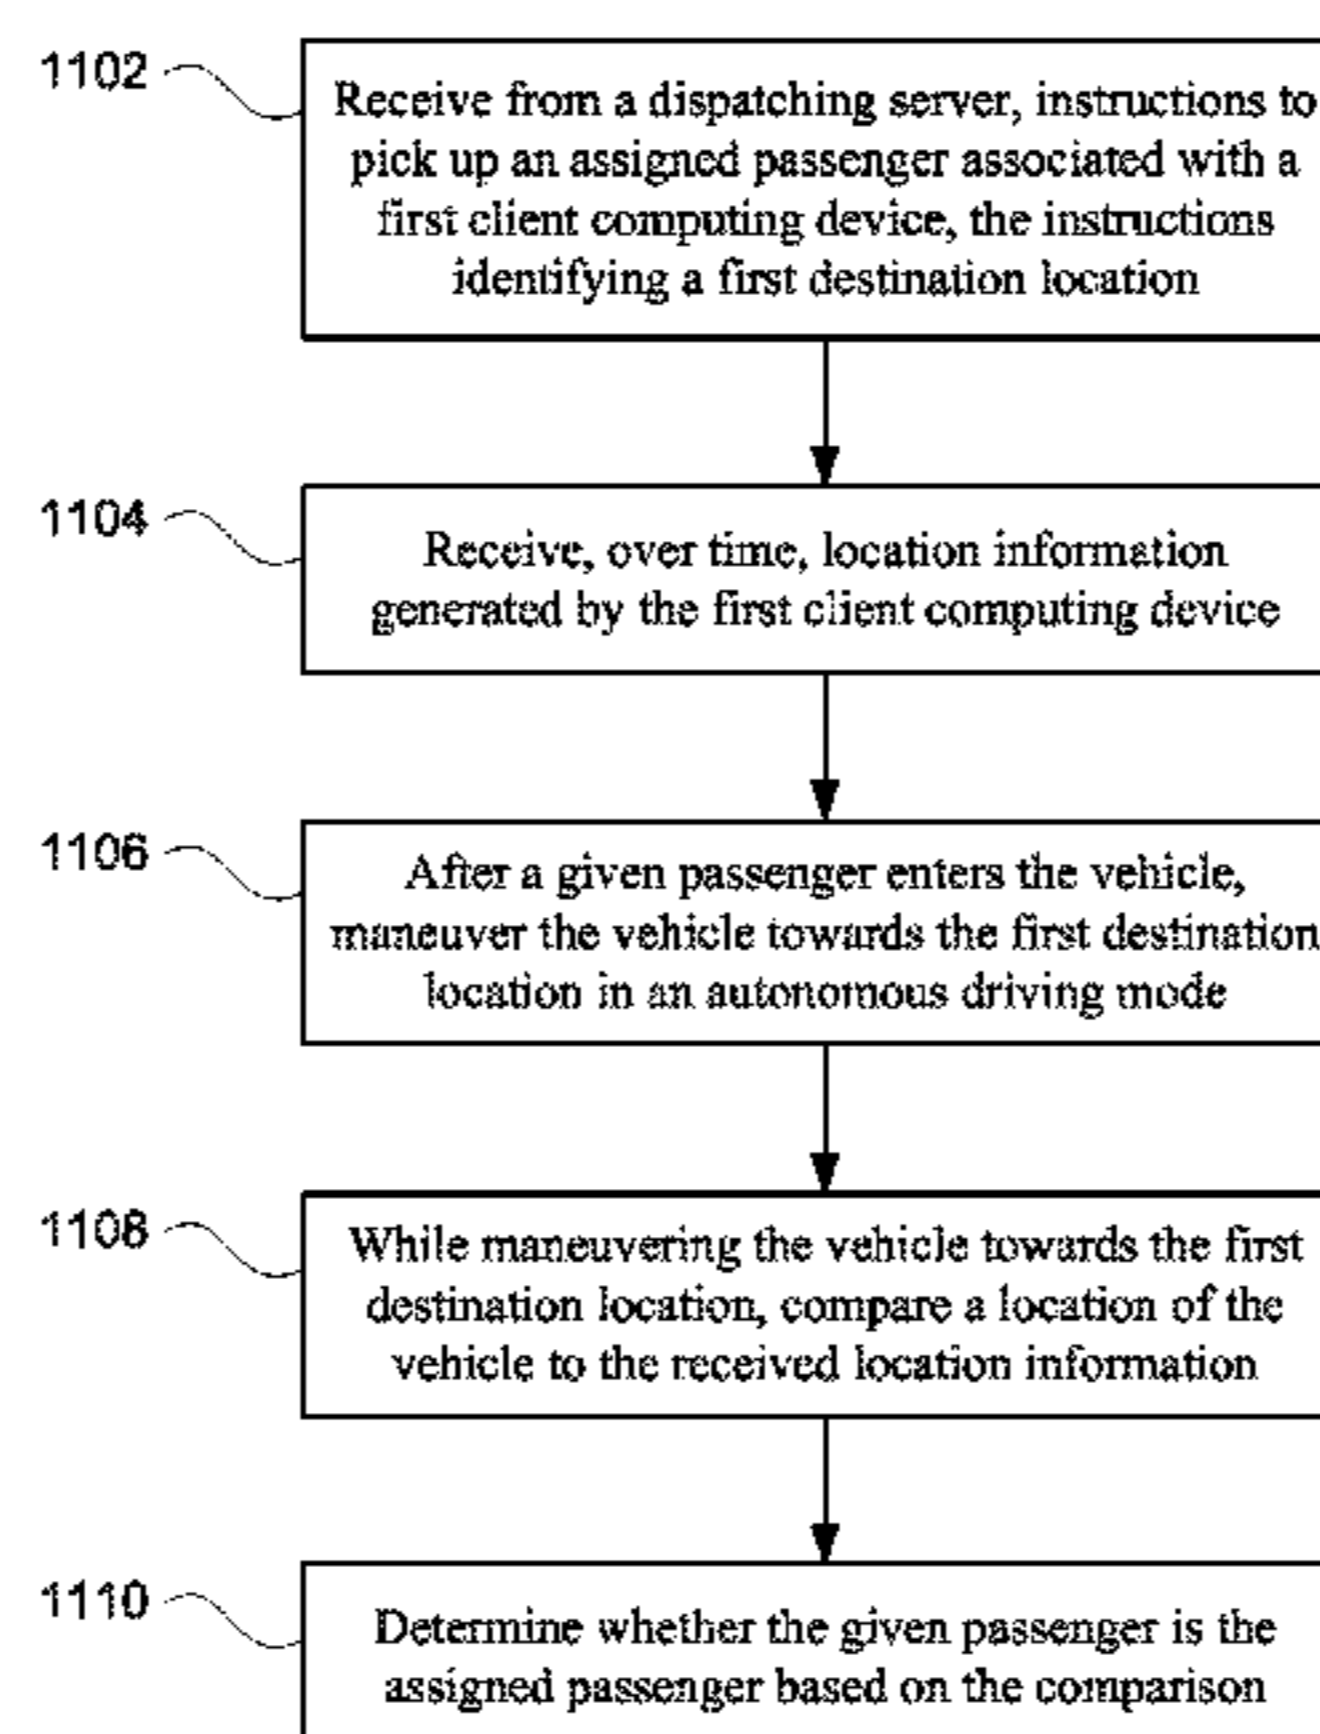 1102
Receive from a dispatching server, instructions to
pick up an assigned passenger associated with a
first client computing device, the instructions
identifying a first destination location
1104
Receive, over time, location information
generated by the first client computing device
1106
After a given passenger enters the vehicle,
maneuver the vehicle towards the first destination
location in an autonomous driving mode
1108
While maneuvering the vehicle towards the first
destination location, compare a location of the
vehicle to the received location information
1110
Determine whether the given passenger is the
assigned passenger based on the comparison